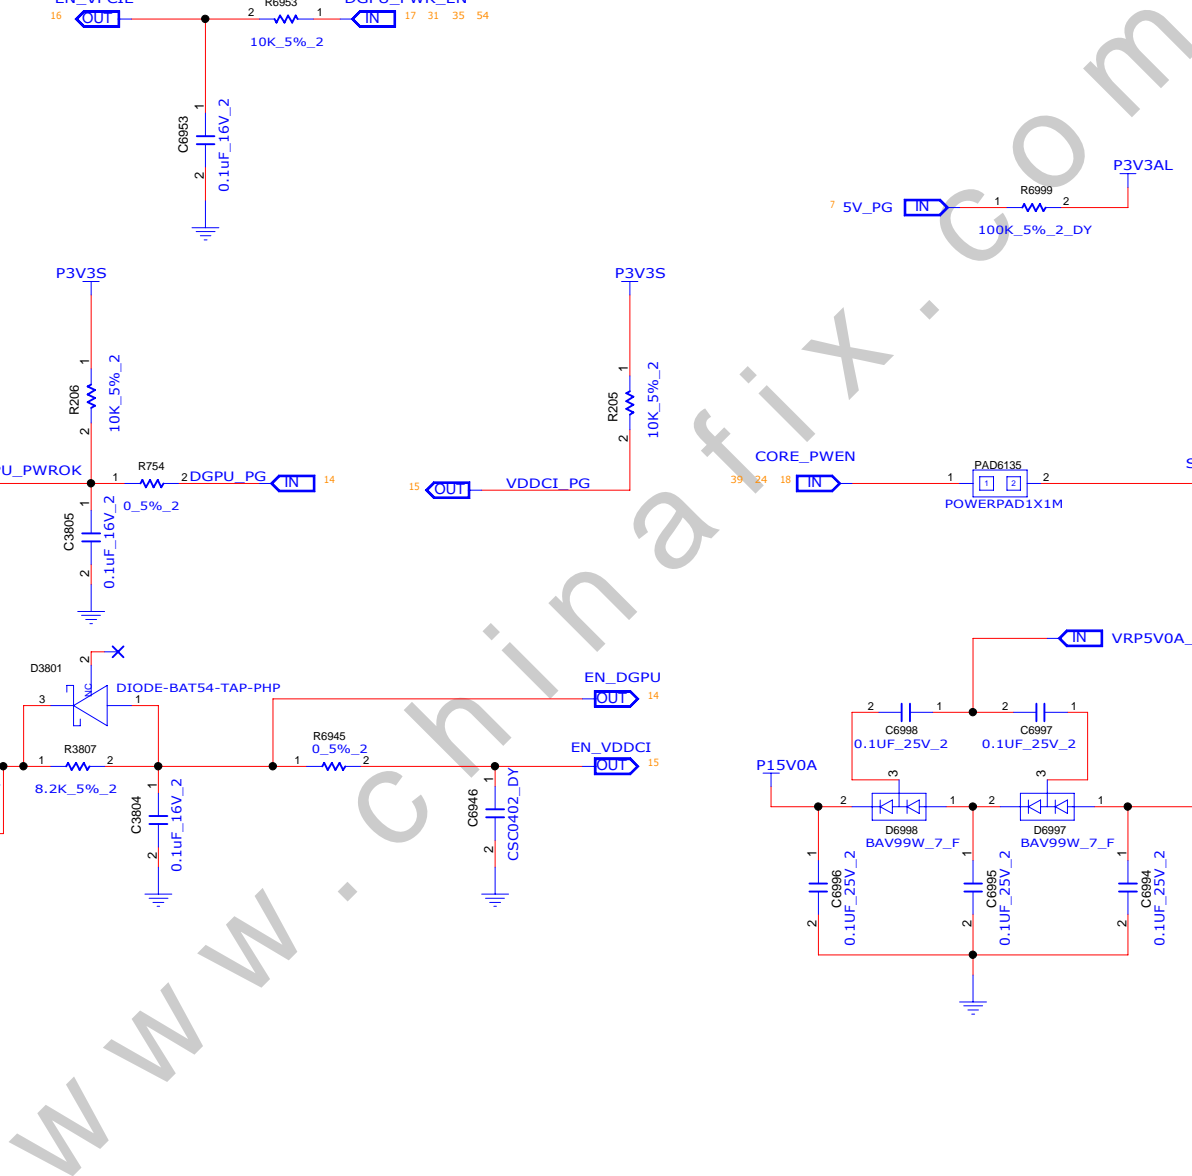 16
OUT
2
1
IN
17 31 35 54
10K_5%_2
1
C6953
2
0.1uF_16V_2
P3V3AL
7
5V_PG
IN
1
R6999
2
100K_5%_2_DY
P3V3S
1
R206
2
10K_5%_2
U_PWROK
1
R754
2
DGPU_PG
IN
14
0_5%_2
1
C3805
2
0.1uF_16V_2
P3V3S
1
R205
2
10K_5%_2
15
OUT
VDDCI_PG
CORE_PWEN
39 24 18
IN
1
PAD6135
1 2
2
POWERPAD1X1M
D3801
2
NC
DIODE-BAT54-TAP-PHP
3
1
1
R3807
2
8.2K_5%_2
1
C3804
2
0.1uF_16V_2
EN_DGPU
OUT
14
R6945
0_5%_2
1
2
EN_VDDCI
OUT
15
1
C6946
2
CSC0402_DY
IN
VRP5V0A_
2
1
C6998
0.1UF_25V_2
2
1
C6997
0.1UF_25V_2
P15V0A
3
2
1
D6998
BAV99W_7_F
3
2
1
D6997
BAV99W_7_F
1
C6996
2
0.1UF_25V_2
1
C6995
2
0.1UF_25V_2
1
C6994
2
0.1UF_25V_2
www.chinafix.com